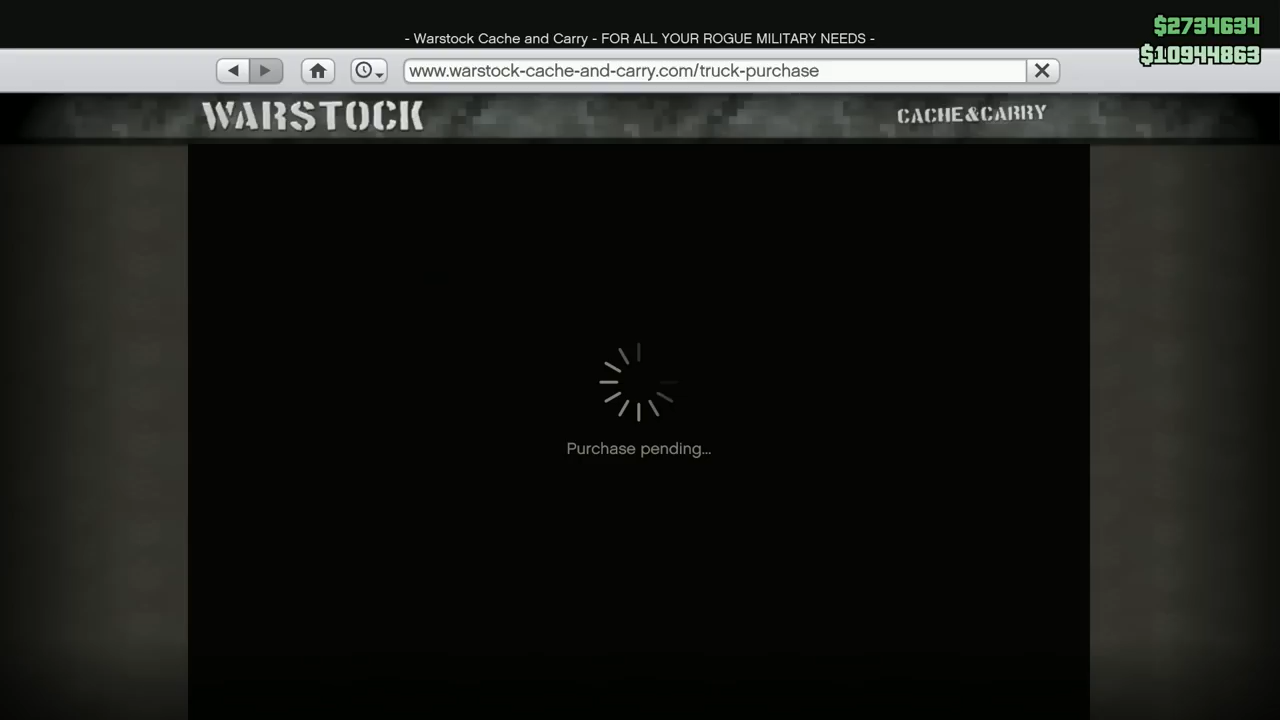 $2734634
- Warstock Cache and Carry - FOR ALL YOUR ROGUE MILITARY NEEDS -
$10944863
www.warstock-cache-and-carry.com/truck-purchase
WARSTOCK
CACHE&CARRY
Purchase pending...